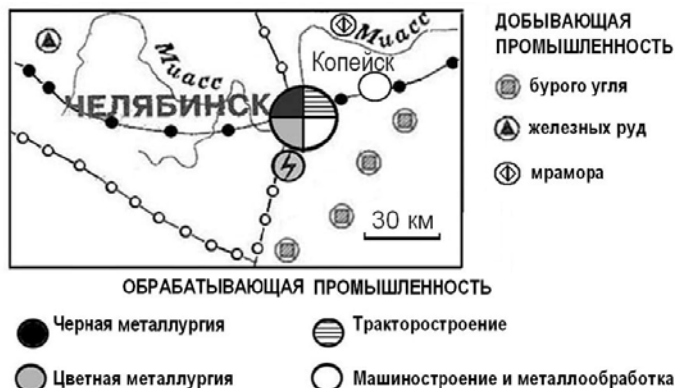 Миасс
Миасс
Копейск
ЧЕЛЯБИНСК
30 км
ДОБЫВАЮЩАЯ
ПРОМЫШЛЕННОСТЬ
бурого угля
железных руд
мрамора
ОБРАБАТЫВАЮЩАЯ ПРОМЫШЛЕННОСТЬ
Черная металлургия
Тракторостроение
Цветная металлургия
Машиностроение и металлообработка